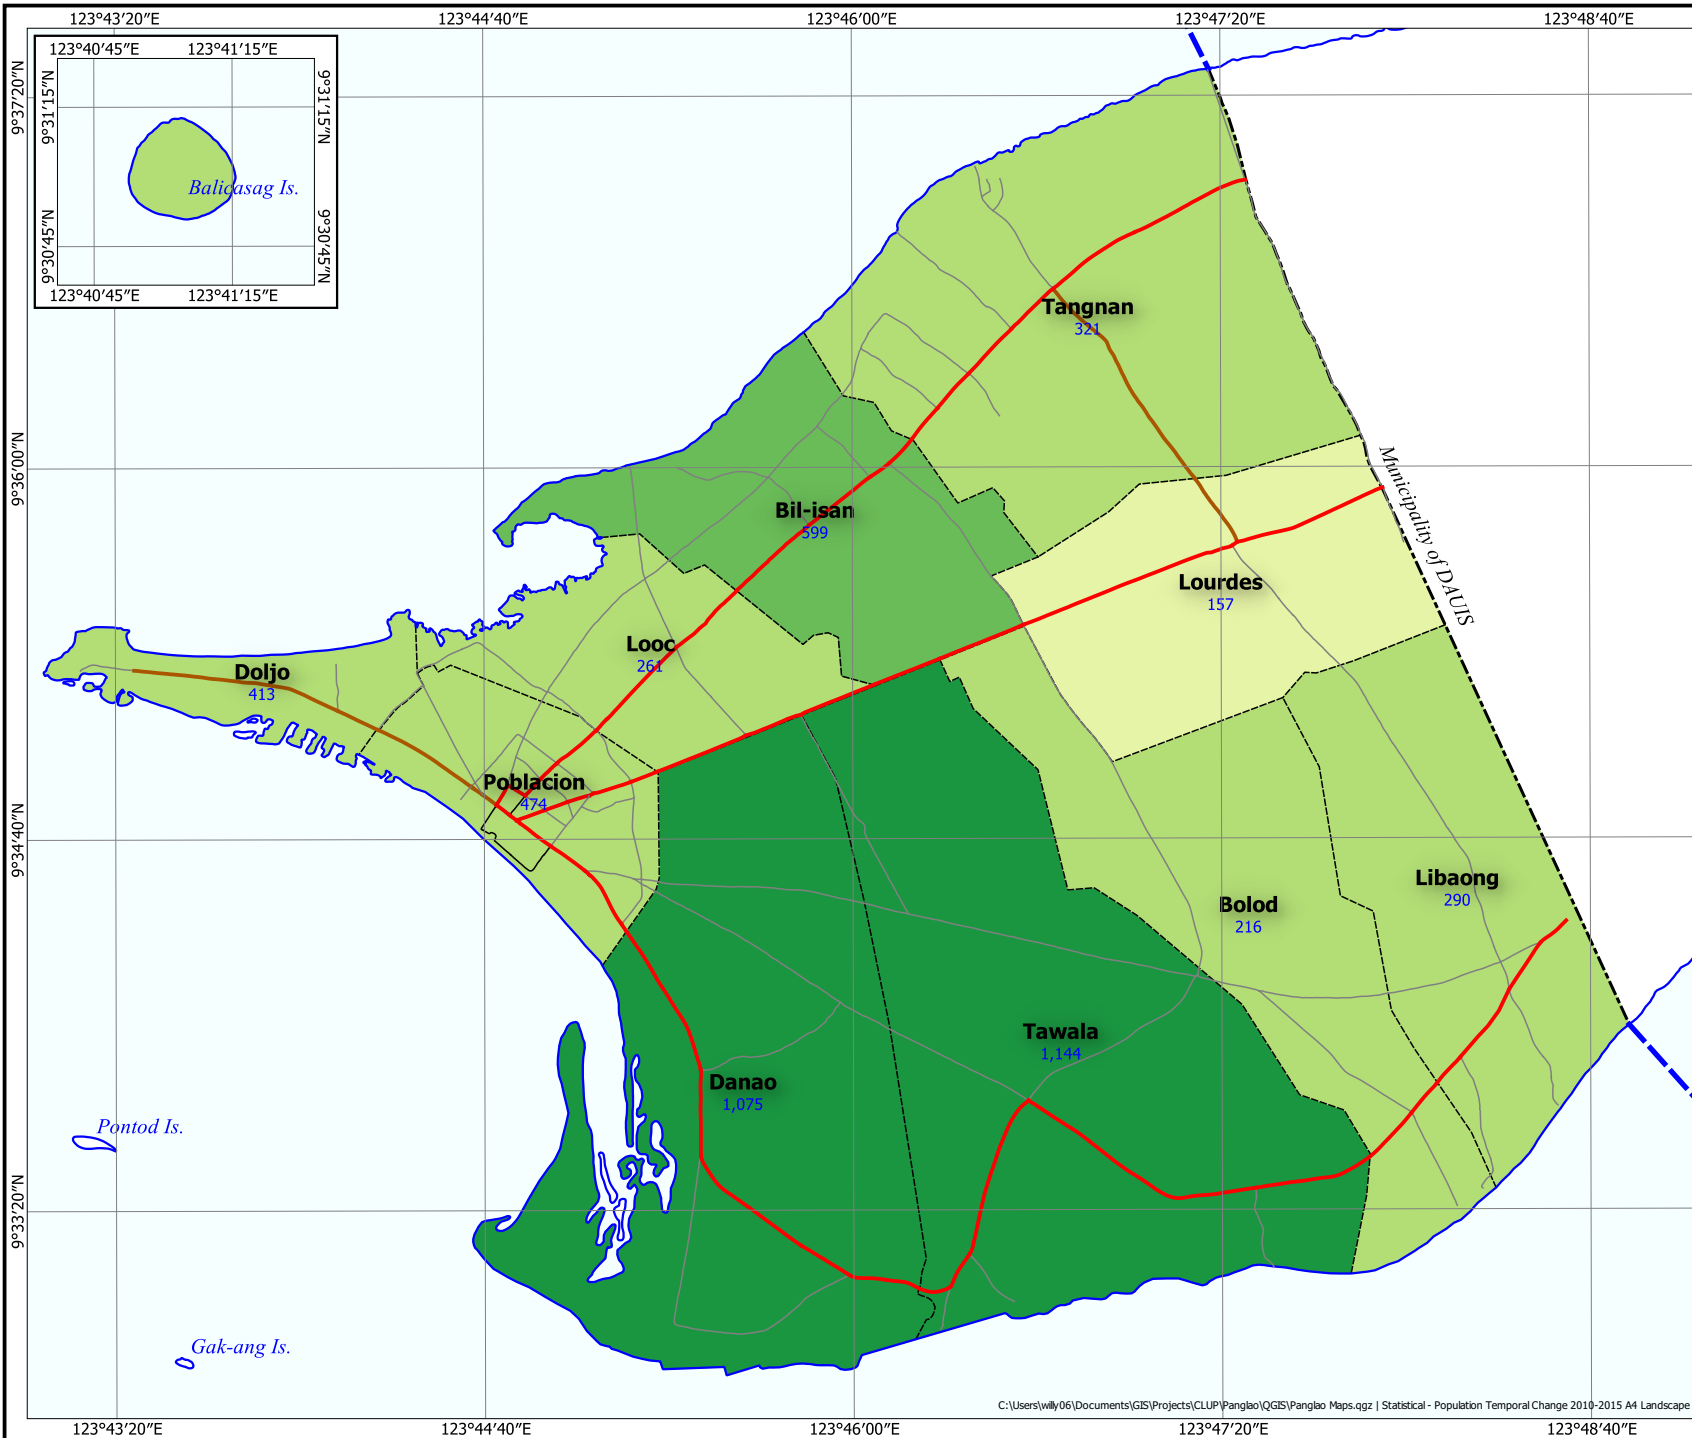 123°43′20″E
123°44′40″E
123°46′00″E
123°47′20″E
123°48′40″E
123°40′45″E
123°41′15″E
9°31′15″N
9°31′15″N
9°37′20″N
Balicasag Is.
9°30′45″N
9°30′45″N
123°40′45″E
123°41′15″E
Tangnan
321
9°36′00″N
Municipality of DAUIS
Bil-isan
599
Lourdes
157
Looc
261
Doljo
413
Poblacion
474
9°34′40″N
Libaong
290
Bolod
216
Tawala
1,144
Danao
1,075
Pontod Is.
9°33′20″N
Gak-ang Is.
C:\Users\willy06\Documents\GIS\Projects\CLUP\Panglao\QGIS\Panglao Maps.qgz | Statistical - Population Temporal Change 2010-2015 A4 Landscape
123°43′20″E
123°44′40″E
123°46′00″E
123°47′20″E
123°48′40″E